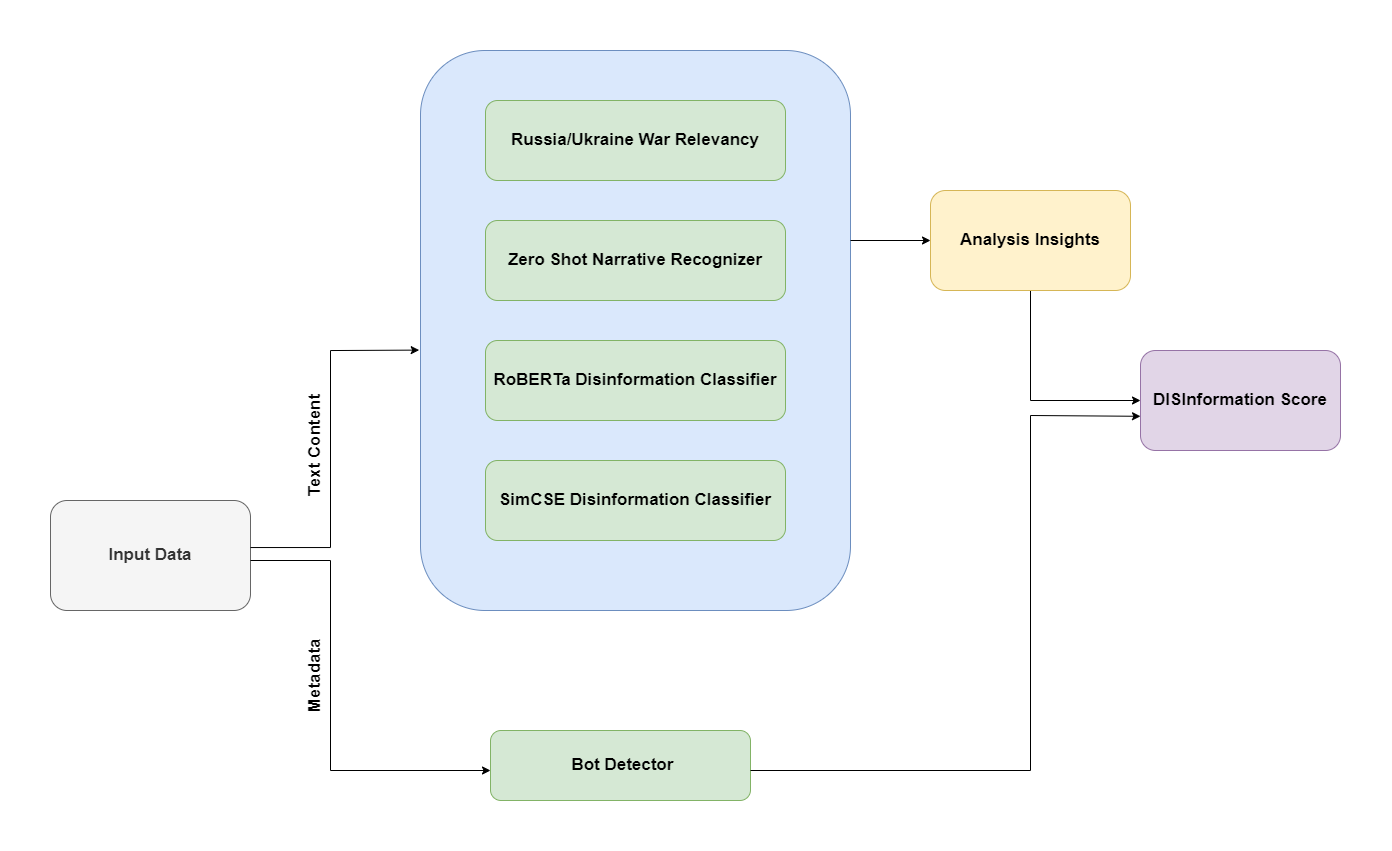 Russia/Ukraine War Relevancy
Zero Shot Narrative Recognizer
RoBERTa Disinformation Classifier
SimCSE Disinformation Classifier
Analysis Insights
DISInformation Score
Text Content
Input Data
Metadata
Bot Detector